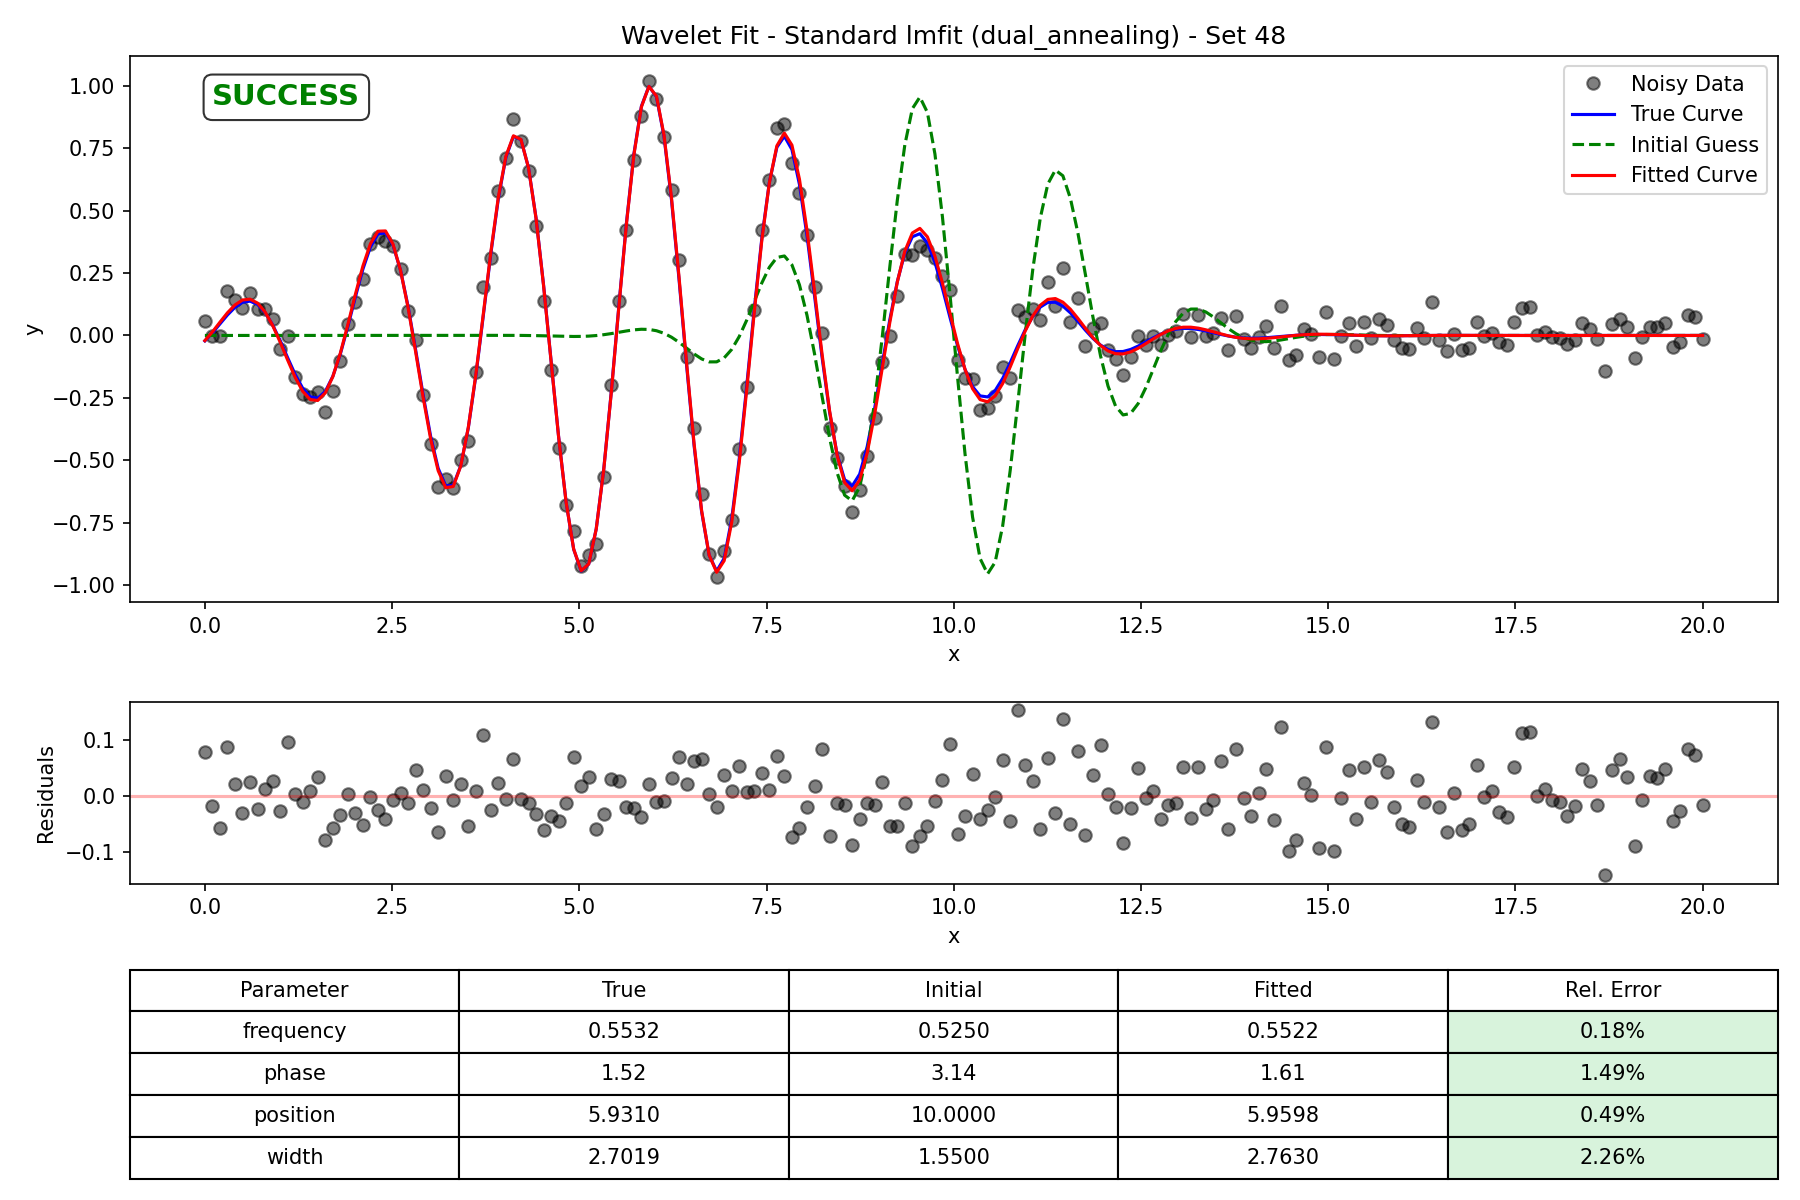 Wavelet Fit - Standard lmfit (dual_annealing) - Set 48
SUCCESS
Noisy Data
True Curve
Initial Guess
Fitted Curve
1.00
0.75
0.50
0.25
0.00
−0.25
−0.50
−0.75
−1.00
y
0.0 2.5 5.0 7.5 10.0 12.5 15.0 17.5 20.0
x
0.1
0.0
−0.1
Residuals
0.0 2.5 5.0 7.5 10.0 12.5 15.0 17.5 20.0
x
Parameter True Initial Fitted Rel. Error
frequency 0.5532 0.5250 0.5522 0.18%
phase 1.52 3.14 1.61 1.49%
position 5.9310 10.0000 5.9598 0.49%
width 2.7019 1.5500 2.7630 2.26%